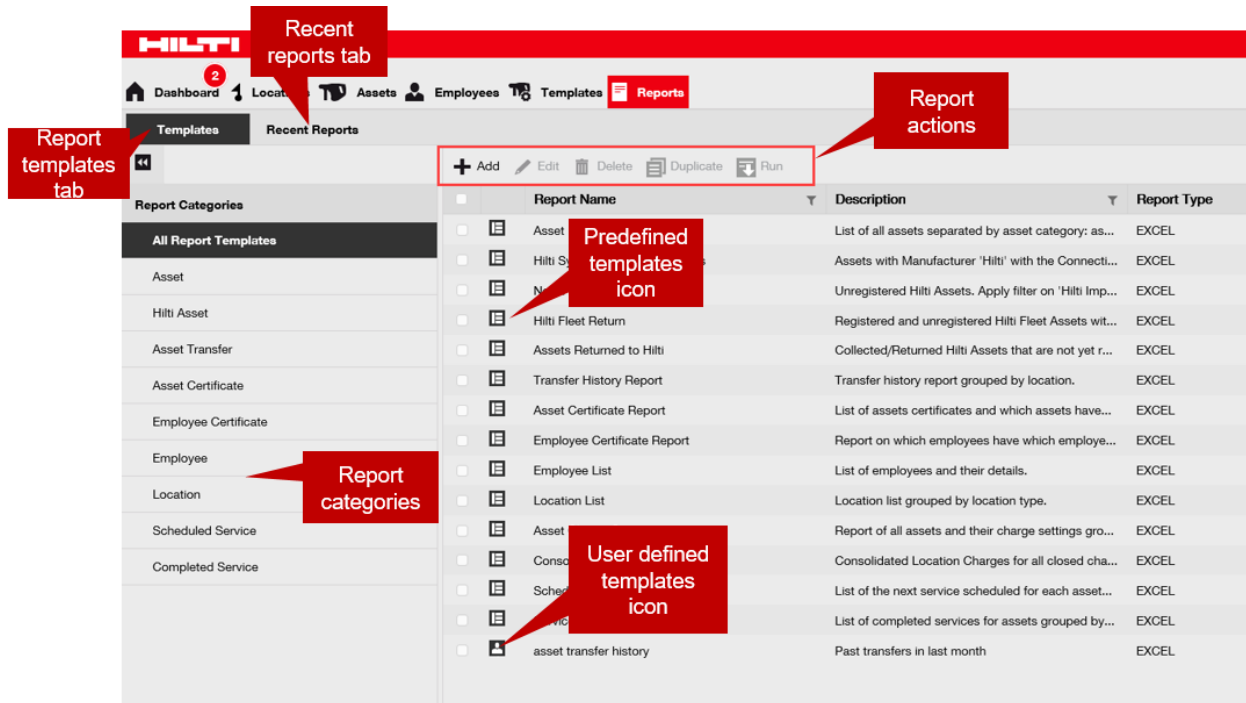 Recent
reports tab
HILTI
2
Dashboard
Assets
Employees
Templates
Reports
Report
actions
Report
templates
tab
Templates
Recent Reports
Add
Edit
Delete
Duplicate
Run
Report Categories
Report Name
Description
Report Type
All Report Templates
Asset
Hilti Asset
Asset Transfer
Asset Certificate
Employee Certificate
Employee
Location
Scheduled Service
Completed Service
Report
categories
Predefined
templates
icon
User defined
templates
icon
Asset
List of all assets separated by asset category: as...
EXCEL
Hilti
Assets with Manufacturer 'Hilti' with the Connecti...
EXCEL
Unregistered Hilti Assets. Apply filter on 'Hilti Imp...
EXCEL
Hilti Fleet Return
Registered and unregistered Hilti Fleet Assets wit...
EXCEL
Assets Returned to Hilti
Collected/Returned Hilti Assets that are not yet r...
EXCEL
Transfer History Report
Transfer history report grouped by location.
EXCEL
Asset Certificate Report
List of assets certificates and which assets have...
EXCEL
Employee Certificate Report
Report on which employees have which employe...
EXCEL
Employee List
List of employees and their details.
EXCEL
Location List
Location list grouped by location type.
EXCEL
Asset
Report of all assets and their charge settings gro...
EXCEL
Consolidated Location Charges for all closed cha...
EXCEL
List of the next service scheduled for each asset...
EXCEL
List of completed services for assets grouped by...
EXCEL
asset transfer history
Past transfers in last month
EXCEL